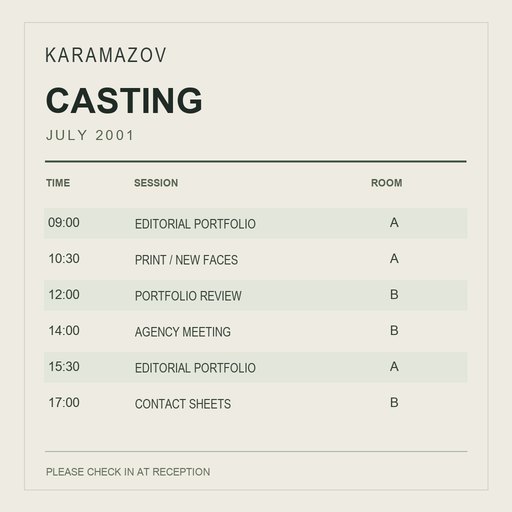 KARAMAZOV
CASTING
JULY 2001
TIME SESSION ROOM
09:00 EDITORIAL PORTFOLIO A
10:30 PRINT / NEW FACES A
12:00 PORTFOLIO REVIEW B
14:00 AGENCY MEETING B
15:30 EDITORIAL PORTFOLIO A
17:00 CONTACT SHEETS B
PLEASE CHECK IN AT RECEPTION